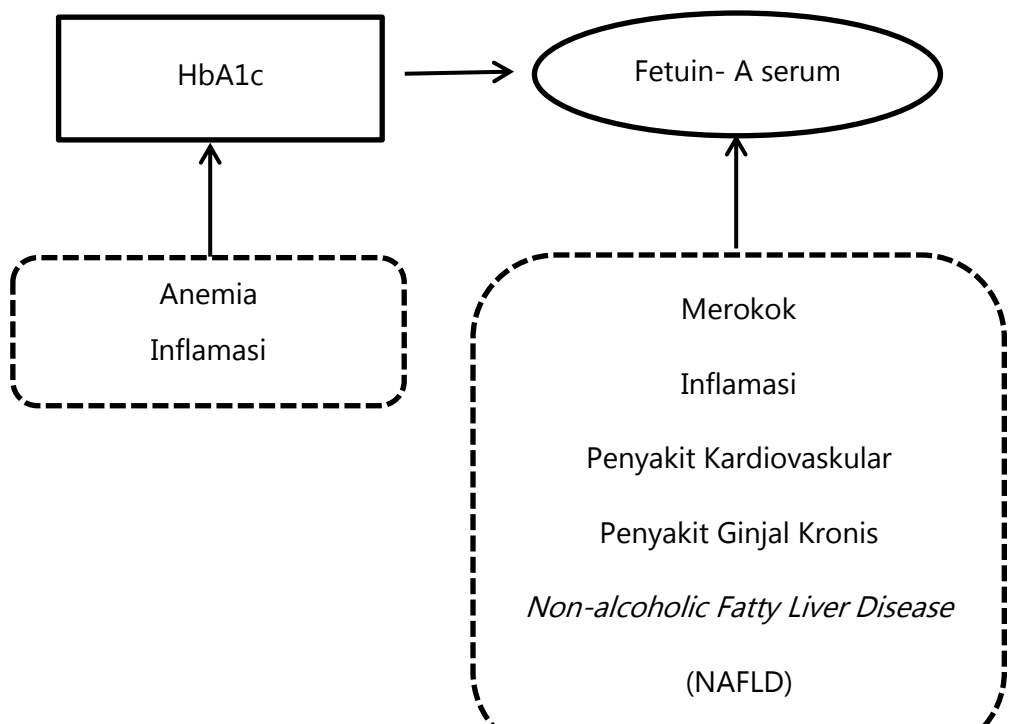 HbA1c
Fetuin- A serum
Anemia
Inflamasi
Merokok
Inflamasi
Penyakit Kardiovaskular
Penyakit Ginjal Kronis
Non-alcoholic Fatty Liver Disease
(NAFLD)